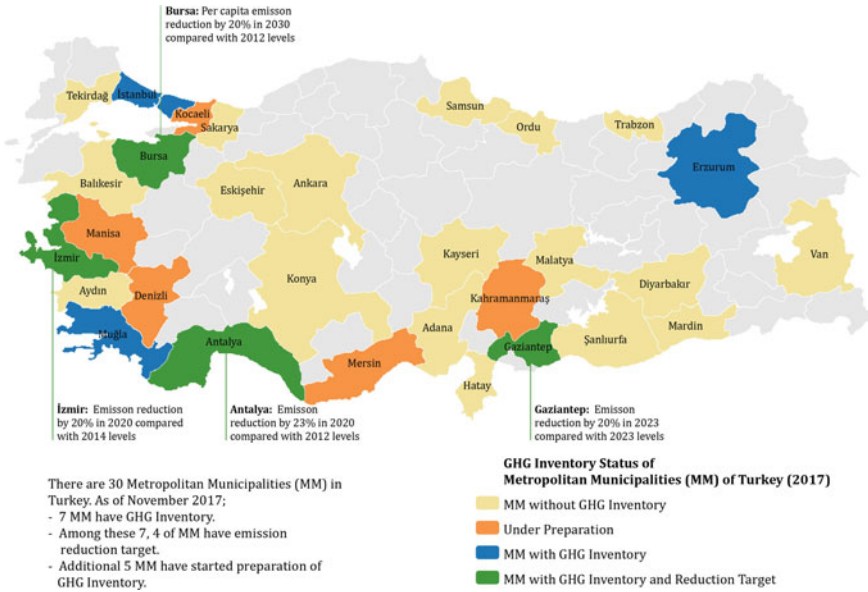 Bursa: Per capita emisson
reduction by 20% in 2030
compared with 2012 levels
Tekirdağ
İstanbul
Kocaeli
Sakarya
Samsun
Ordu
Trabzon
Erzurum
Bursa
Balıkesir
Eskişehir
Ankara
Manisa
İzmir
Kayseri
Malatya
Van
Konya
Diyarbakır
Aydın
Denizli
Kahramanmaraş
Mardin
Muğla
Antalya
Adana
Şanlıurfa
Gaziantep
Mersin
Hatay
İzmir: Emisson reduction
by 20% in 2020 compared
with 2014 levels
Antalya: Emisson
reduction by 23% in 2020
compared with 2012 levels
Gaziantep: Emisson
reduction by 20% in 2023
compared with 2023 levels
There are 30 Metropolitan Municipalities (MM) in
Turkey. As of November 2017;
- 7 MM have GHG Inventory.
- Among these 7, 4 of MM have emission
reduction target.
- Additional 5 MM have started preparation of
GHG Inventory.
GHG Inventory Status of
Metropolitan Municipalities (MM) of Turkey (2017)
MM without GHG Inventory
Under Preparation
MM with GHG Inventory
MM with GHG Inventory and Reduction Target